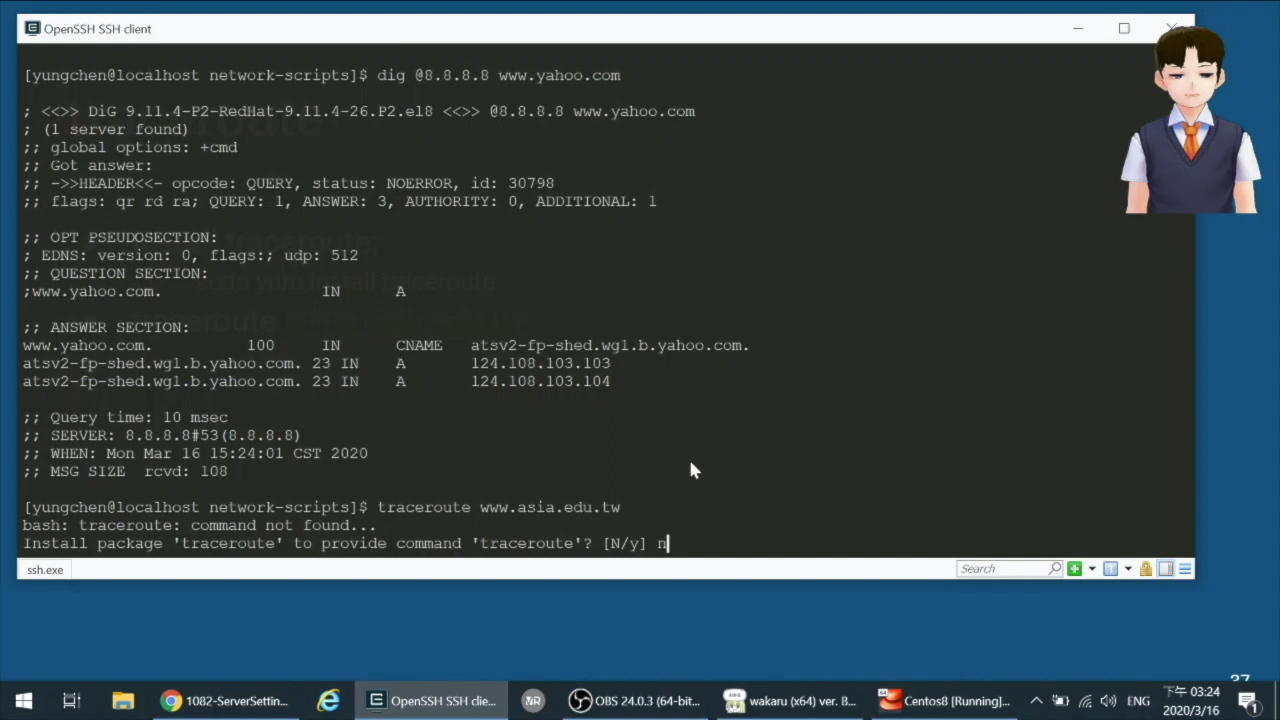 OpenSSH SSH client
[yungchen@localhost network-scripts]$ dig @8.8.8.8 www.yahoo.com
; <<>> DiG 9.11.4-P2-RedHat-9.11.4-26.P2.el8 <<>> @8.8.8.8 www.yahoo.com
; (1 server found)
;; global options: +cmd
;; Got answer:
;; ->>HEADER<<- opcode: QUERY, status: NOERROR, id: 30798
;; flags: qr rd ra; QUERY: 1, ANSWER: 3, AUTHORITY: 0, ADDITIONAL: 1
;; OPT PSEUDOSECTION:
; EDNS: version: 0, flags:; udp: 512
;; QUESTION SECTION:
;www.yahoo.com. IN A
;; ANSWER SECTION:
www.yahoo.com. 100 IN CNAME atsv2-fp-shed.wg1.b.yahoo.com.
atsv2-fp-shed.wg1.b.yahoo.com. 23 IN A 124.108.103.103
atsv2-fp-shed.wg1.b.yahoo.com. 23 IN A 124.108.103.104
;; Query time: 10 msec
;; SERVER: 8.8.8.8#53(8.8.8.8)
;; WHEN: Mon Mar 16 15:24:01 CST 2020
;; MSG SIZE rcvd: 108
[yungchen@localhost network-scripts]$ traceroute www.asia.edu.tw
bash: traceroute: command not found...
Install package 'traceroute' to provide command 'traceroute'? [N/y] n
ssh.exe
Search
1082-ServerSettin...
OpenSSH SSH clie...
OBS 24.0.3 (64-bit...
wakaru (x64) ver. 8...
Centos8 [Running]...
ENG
下午 03:24
2020/3/16